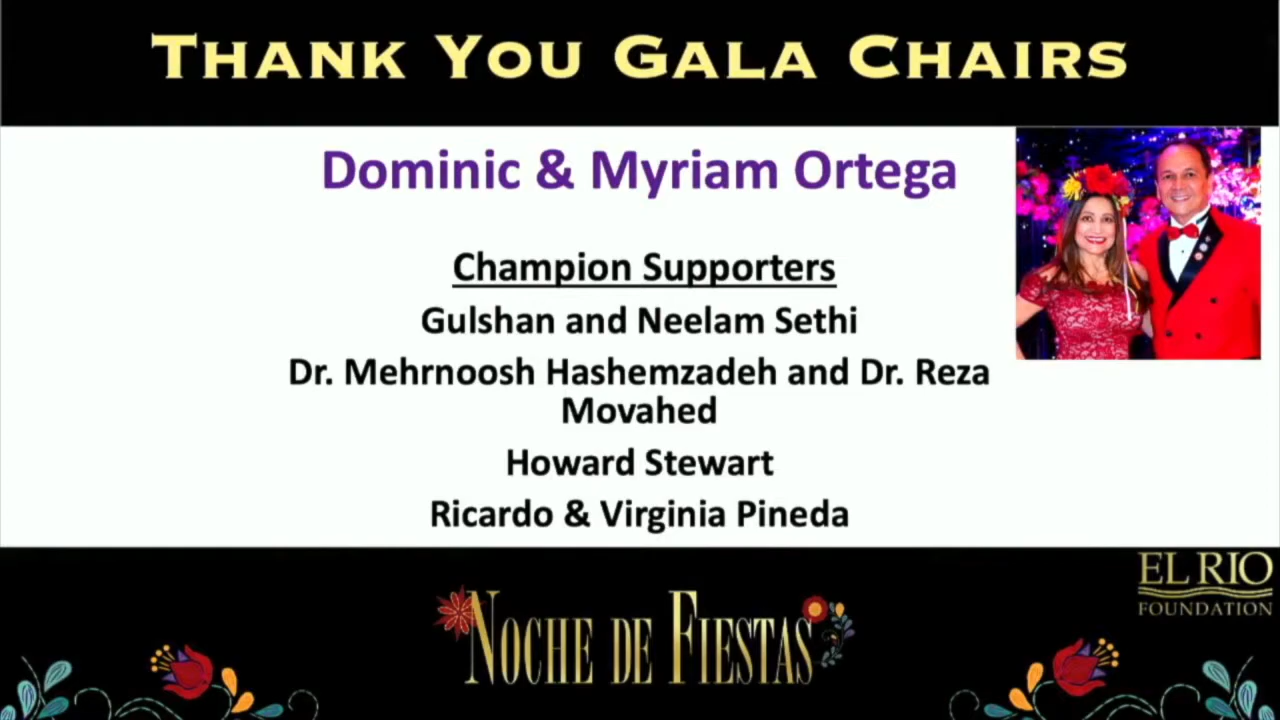 THANK YOU GALA CHAIRS
Dominic & Myriam Ortega
Champion Supporters
Gulshan and Neelam Sethi
Dr. Mehrnoosh Hashemzadeh and Dr. Reza
Movahed
Howard Stewart
Ricardo & Virginia Pineda
EL RIO
FOUNDATION
NOCHE DE FIESTAS